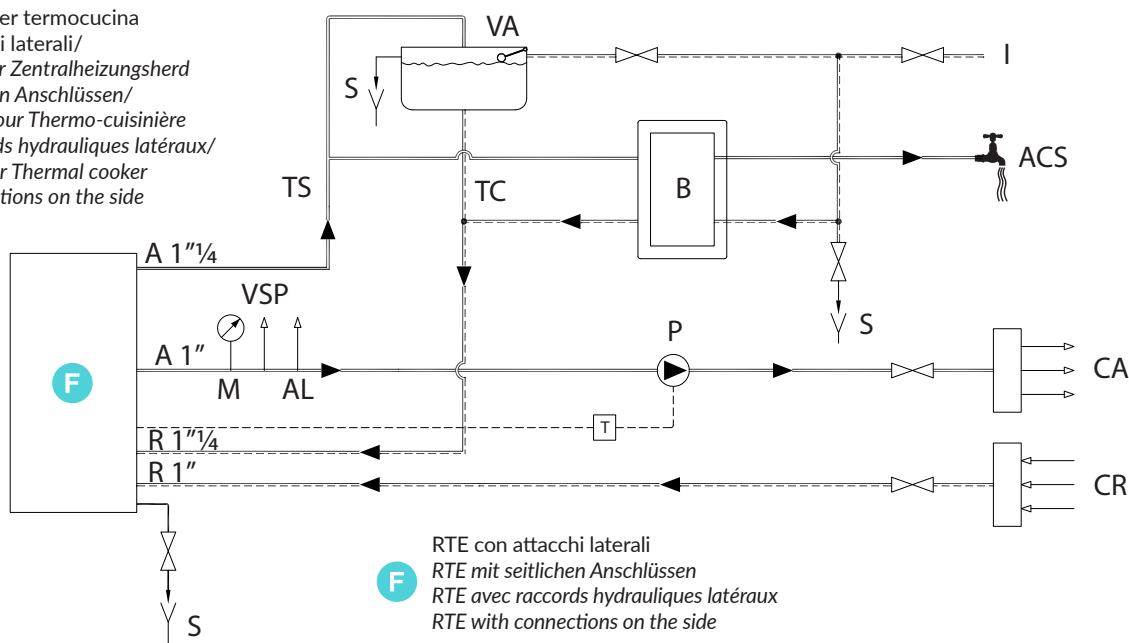 er termocucina
i laterali/
r Zentralheizungsherd
n Anschlüssen/
our Thermo-cuisinière
ds hydrauliques latéraux/
r Thermal cooker
tions on the side
VA
I
S
B
ACS
TS
TC
A 1”¼
VSP
S
P
A 1”
M
AL
F
CA
T
R 1”¼
R 1”
CR
S
F
RTE con attacchi laterali
RTE mit seitlichen Anschlüssen
RTE avec raccords hydrauliques latéraux
RTE with connections on the side